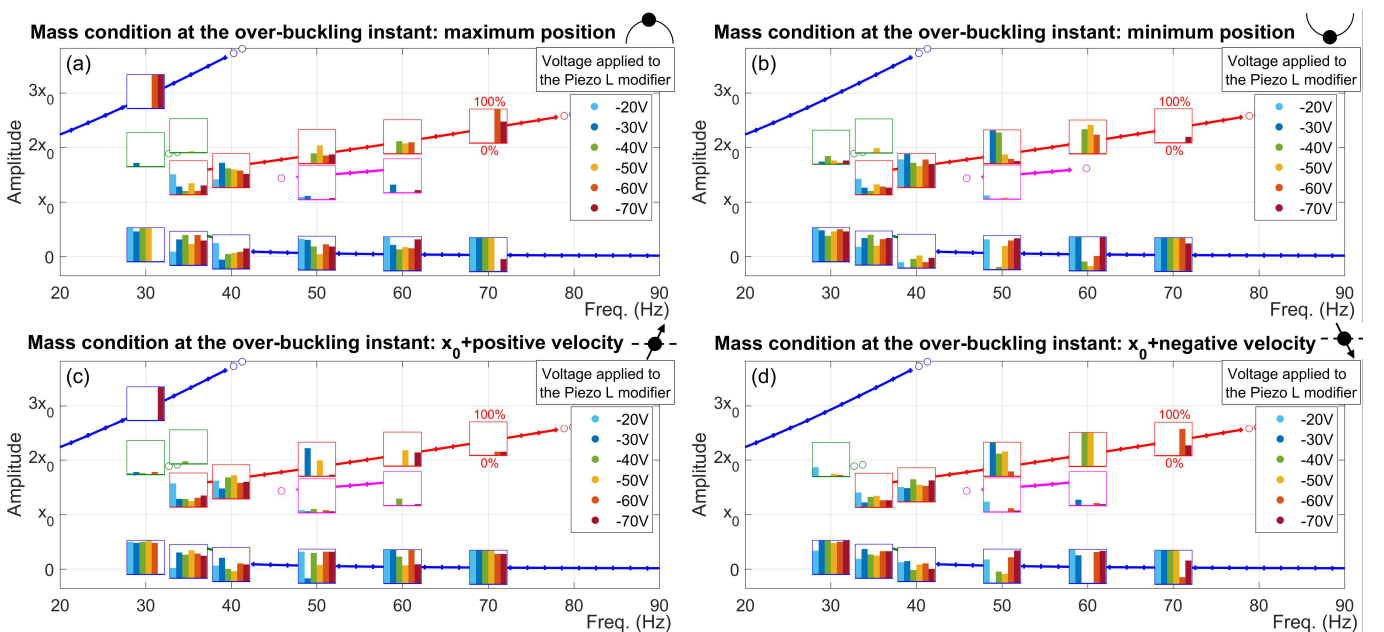 Mass condition at the over-buckling instant: maximum position
(a)
Voltage applied to
the Piezo L modifier
-20V
-30V
-40V
-50V
-60V
-70V
100%
0%
3x0
2x0
x0
0
Amplitude
20 30 40 50 60 70 80 90
Freq. (Hz)
Mass condition at the over-buckling instant: minimum position
(b)
Voltage applied to
the Piezo L modifier
-20V
-30V
-40V
-50V
-60V
-70V
100%
0%
3x0
2x0
x0
0
Amplitude
20 30 40 50 60 70 80 90
Freq. (Hz)
Mass condition at the over-buckling instant: x0+positive velocity
(c)
Voltage applied to
the Piezo L modifier
-20V
-30V
-40V
-50V
-60V
-70V
100%
0%
3x0
2x0
x0
0
Amplitude
20 30 40 50 60 70 80 90
Freq. (Hz)
Mass condition at the over-buckling instant: x0+negative velocity
(d)
Voltage applied to
the Piezo L modifier
-20V
-30V
-40V
-50V
-60V
-70V
100%
0%
3x0
2x0
x0
0
Amplitude
20 30 40 50 60 70 80 90
Freq. (Hz)